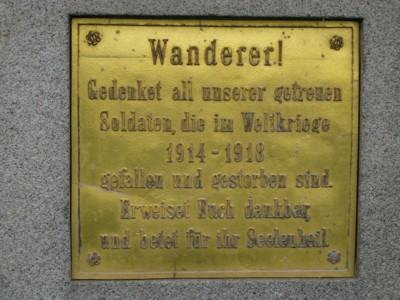 Wanderer!
Gedenket all unserer getreuen
Soldaten, die im Weltkriege
1914-1918
gefallen und gestorben sind.
Erweiset Euch dankbar,
und betet für ihr Seelenheil.